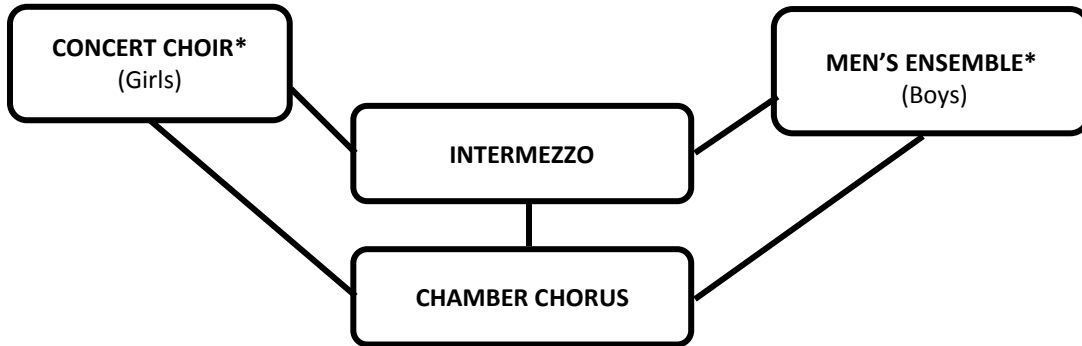 CONCERT CHOIR*
(Girls)
MEN’S ENSEMBLE*
(Boys)
INTERMEZZO
CHAMBER CHORUS